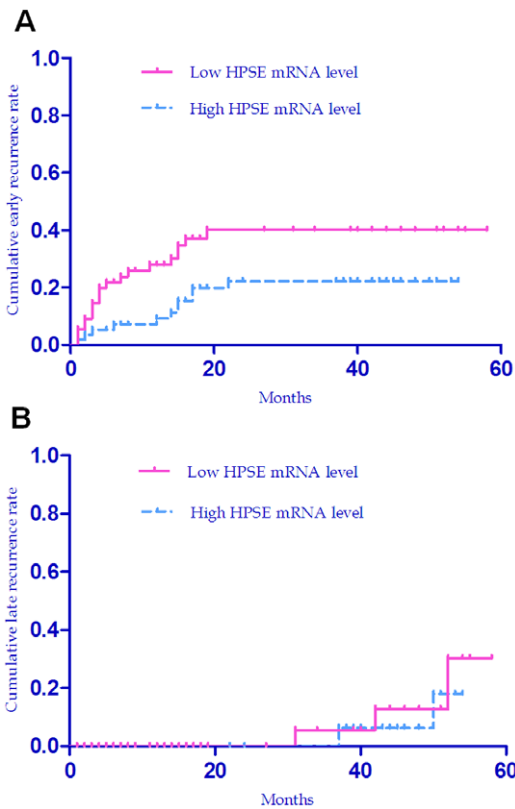 A
Cumulative early recurrence rate
1.0
0.8
0.6
0.4
0.2
0.0
Low HPSE mRNA level
High HPSE mRNA level
0 20 40 60
Months
B
Cumulative late recurrence rate
1.0
0.8
0.6
0.4
0.2
0.0
Low HPSE mRNA level
High HPSE mRNA level
0 20 40 60
Months